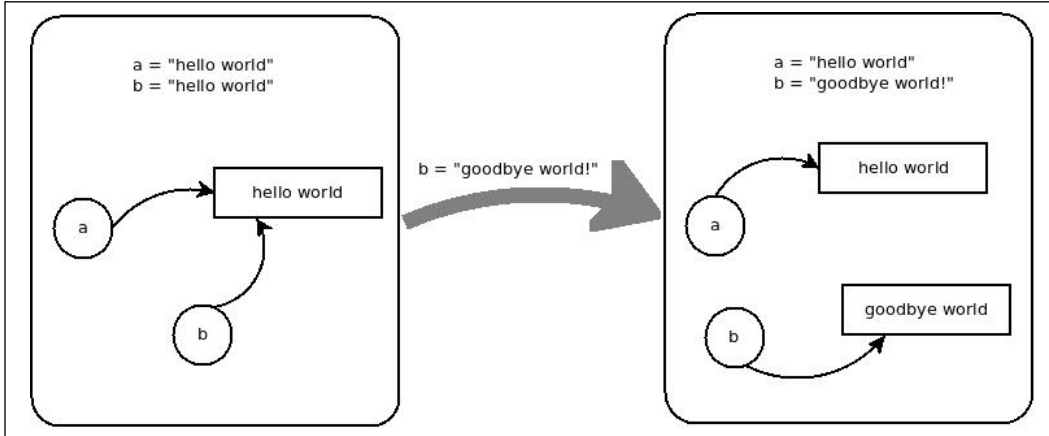 a = "hello world"
b = "hello world"
hello world
a
b
b = "goodbye world!"
a = "hello world"
b = "goodbye world!"
hello world
a
goodbye world
b